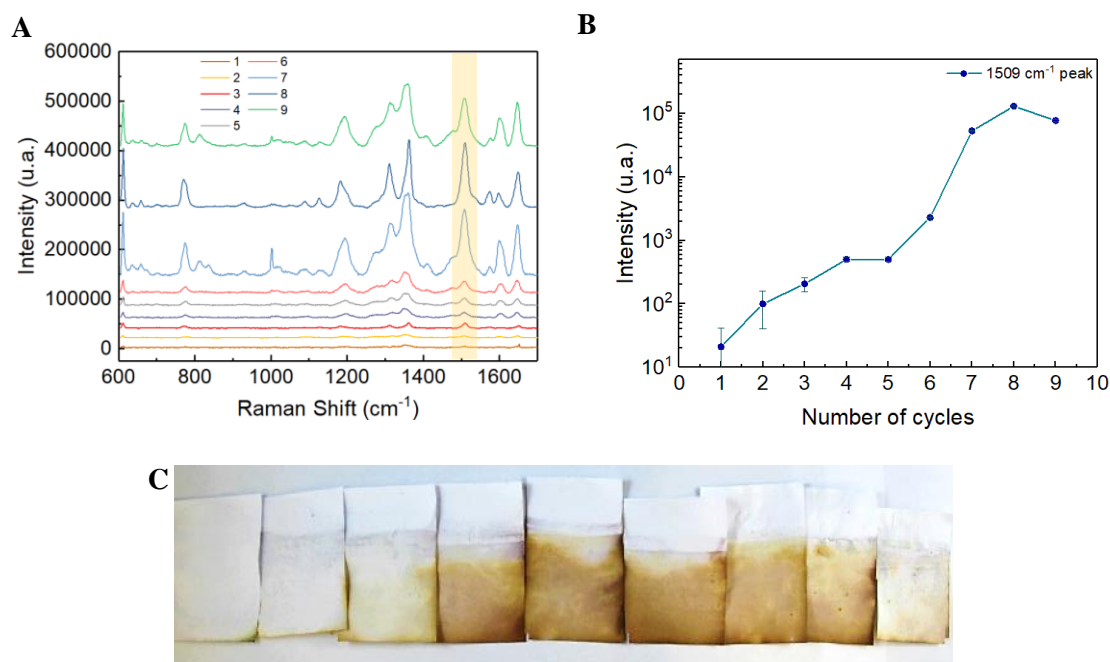 A
600000
500000
400000
300000
200000
100000
0
Intensity (u.a.)
1 6
2 7
3 8
4 9
5
600 800 1000 1200 1400 1600
Raman Shift (cm⁻¹)
B
1509 cm⁻¹ peak
10⁵
10⁴
10³
10²
10¹
Intensity (u.a.)
0 1 2 3 4 5 6 7 8 9 10
Number of cycles
C